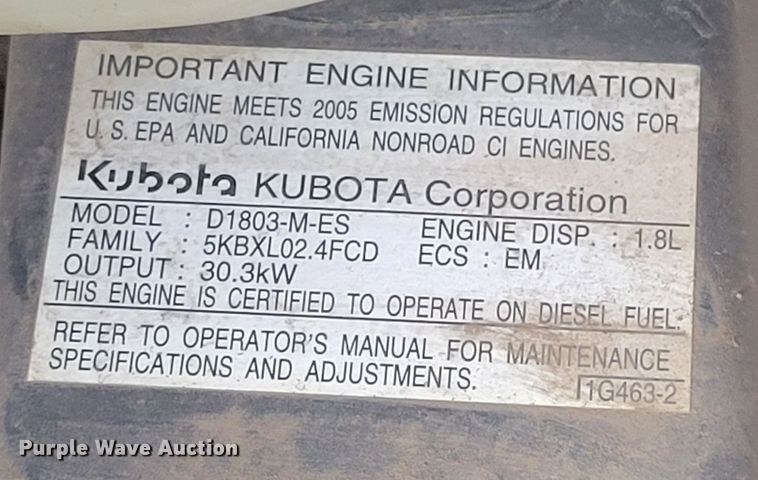 IMPORTANT ENGINE INFORMATION
THIS ENGINE MEETS 2005 EMISSION REGULATIONS FOR
U.S. EPA AND CALIFORNIA NONROAD CI ENGINES.
Kubota KUBOTA Corporation
MODEL : D1803-M-ES ENGINE DISP. : 1.8L
FAMILY : 5KBXL02.4FCD ECS : EM
OUTPUT : 30.3kW
THIS ENGINE IS CERTIFIED TO OPERATE ON DIESEL FUEL.
REFER TO OPERATOR'S MANUAL FOR MAINTENANCE
SPECIFICATIONS AND ADJUSTMENTS.
1G463-2
Purple Wave Auction